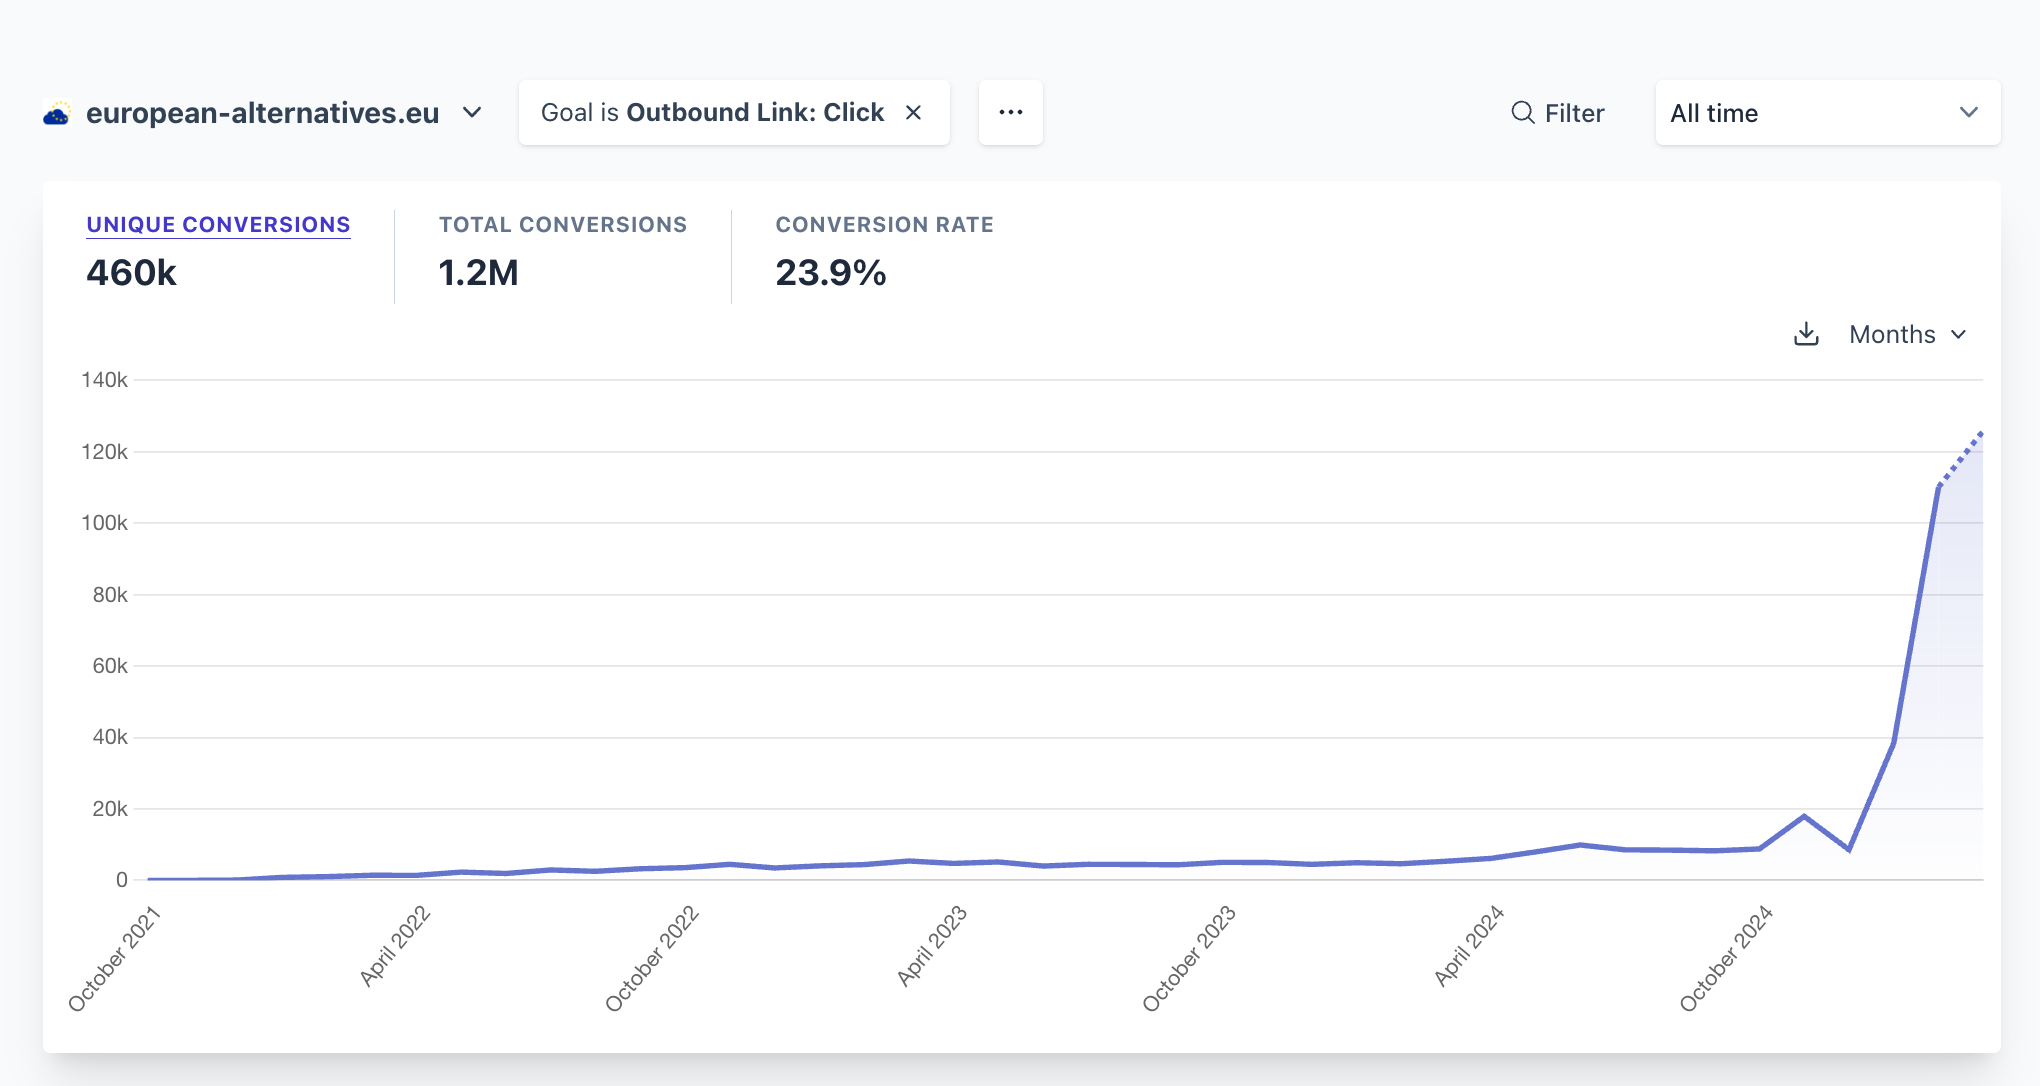 european-alternatives.eu
Goal is Outbound Link: Click
Filter
All time
UNIQUE CONVERSIONS
460k
TOTAL CONVERSIONS
1.2M
CONVERSION RATE
23.9%
Months
140k
120k
100k
80k
60k
40k
20k
0
October 2021
April 2022
October 2022
April 2023
October 2023
April 2024
October 2024